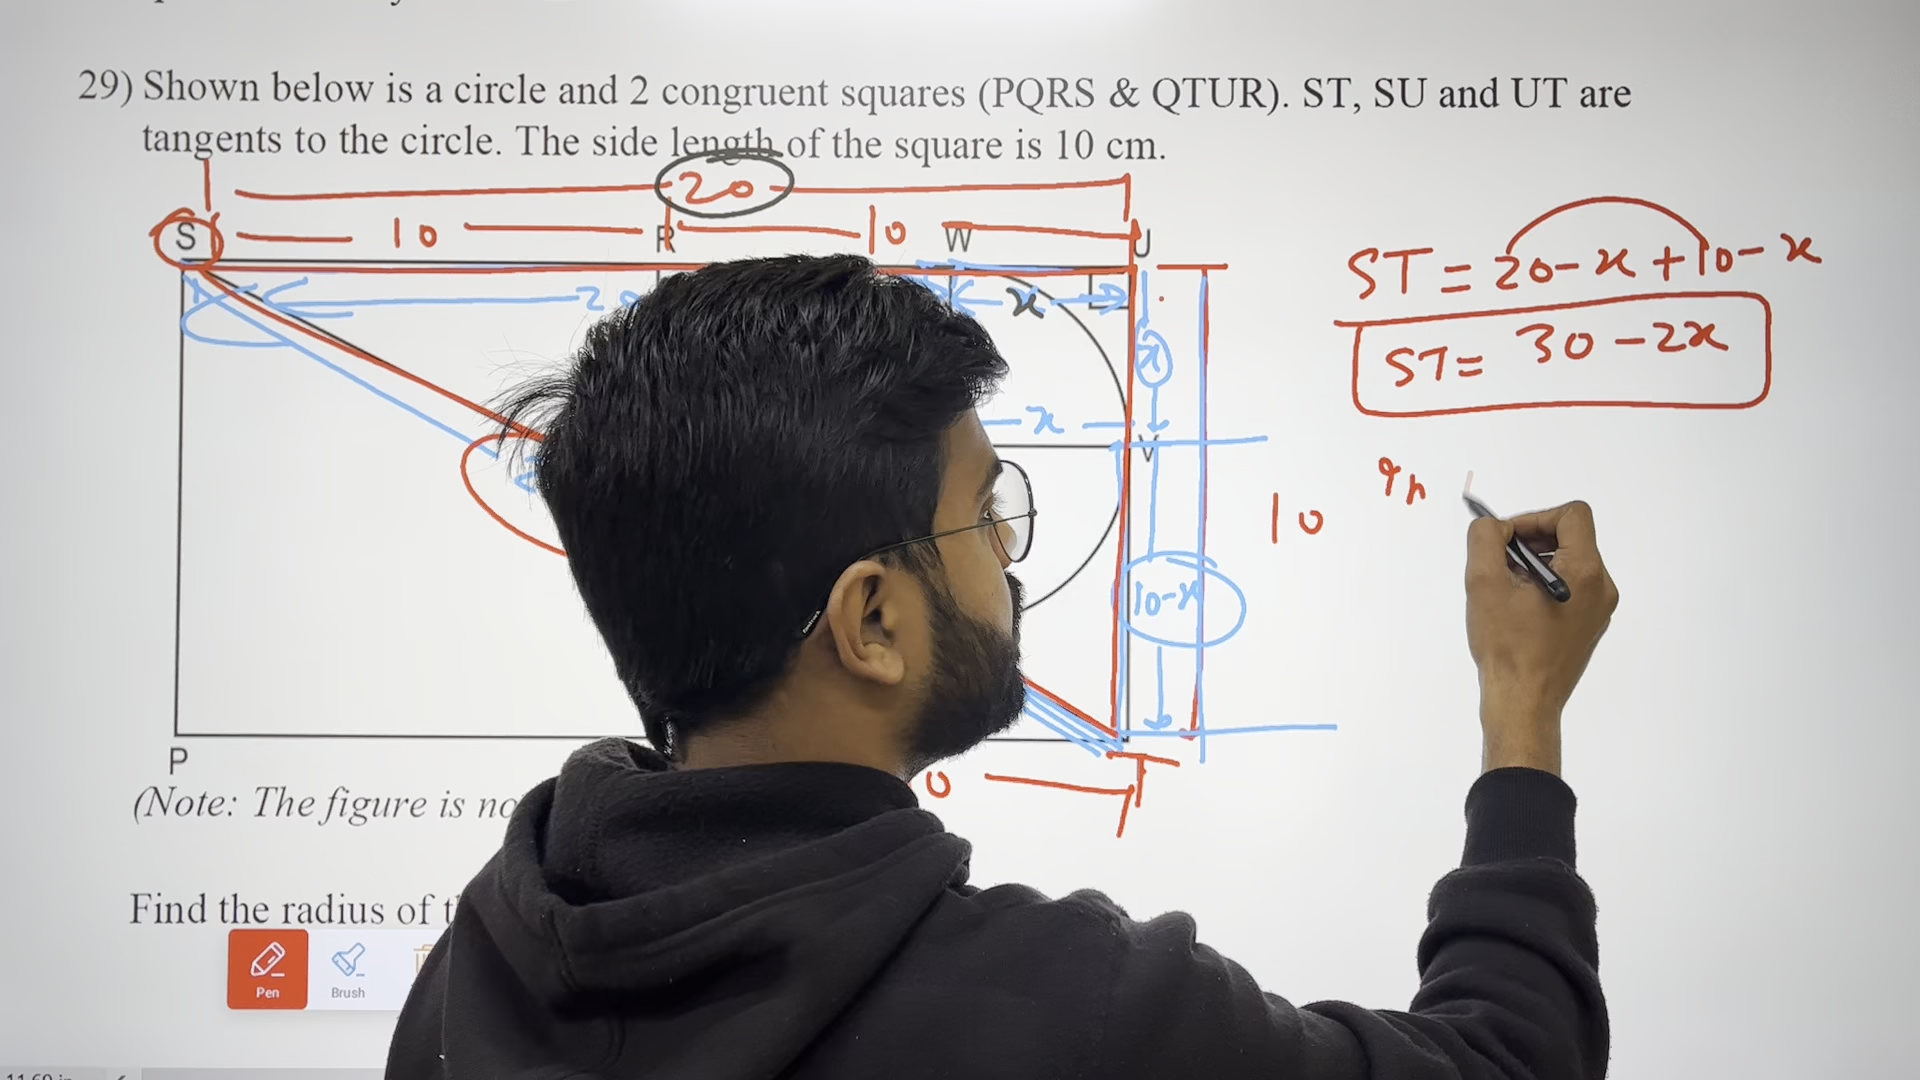 29) Shown below is a circle and 2 congruent squares (PQRS & QTUR). ST, SU and UT are
tangents to the circle. The side length of the square is 10 cm.
20
10 10
S R W U
x
x
x
V
10-x
10
P
T
0
ST = 20-x+10-x
ST = 30-2x
In
(Note: The figure is no
Find the radius of t
Pen Brush